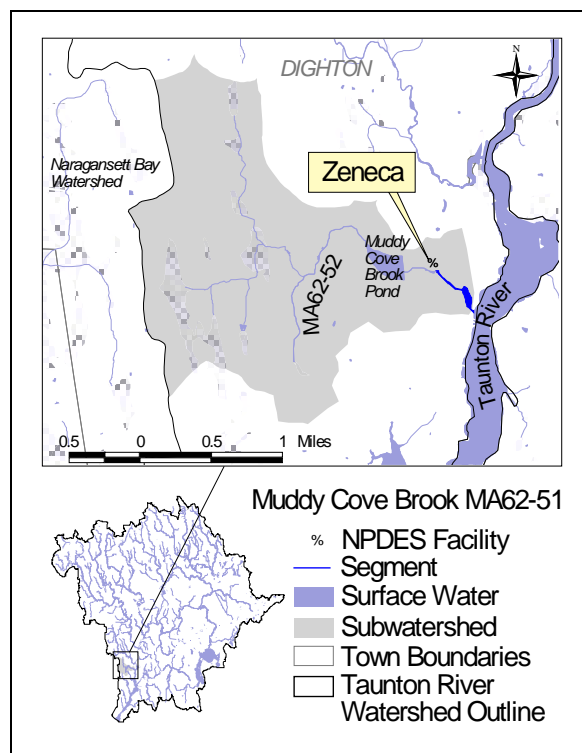 N
DIGHTON
Naragansett Bay
Watershed
Zeneca
Muddy
Cove
Brook
Pond
%
MA62-52
Taunton River
0.5 0 0.5 1 Miles
Muddy Cove Brook MA62-51
% NPDES Facility
Segment
Surface Water
Subwatershed
Town Boundaries
Taunton River
Watershed Outline